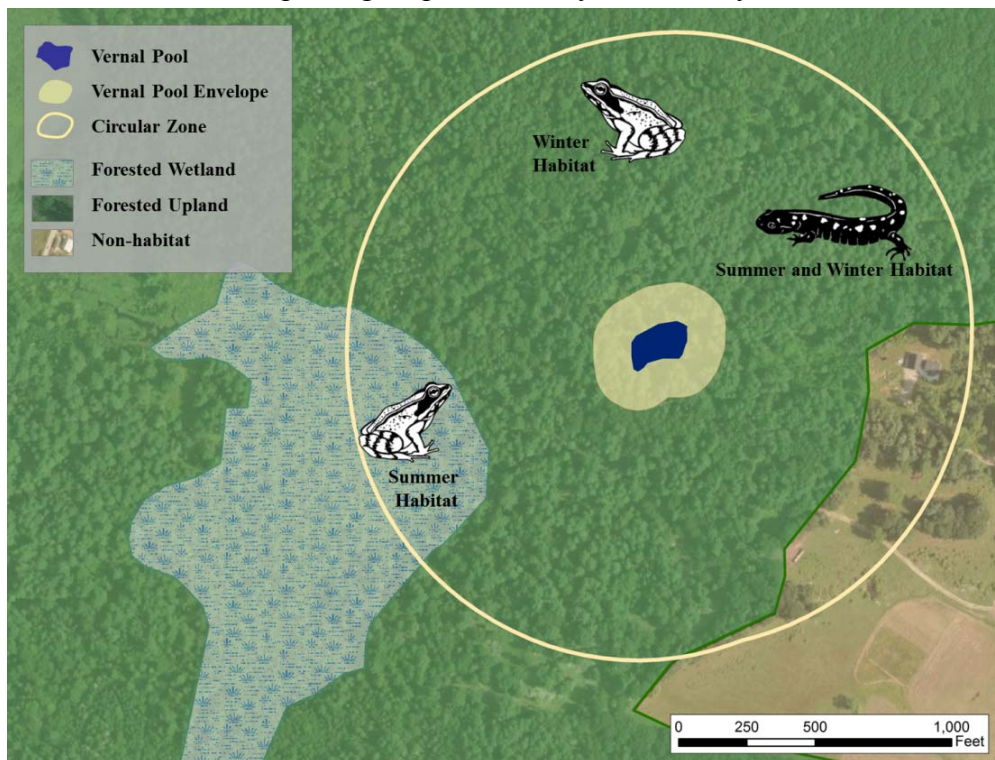 Vernal Pool
Vernal Pool Envelope
Circular Zone
Forested Wetland
Forested Upland
Non-habitat
Winter
Habitat
Summer and Winter Habitat
Summer
Habitat
0 250 500 1,000
Feet